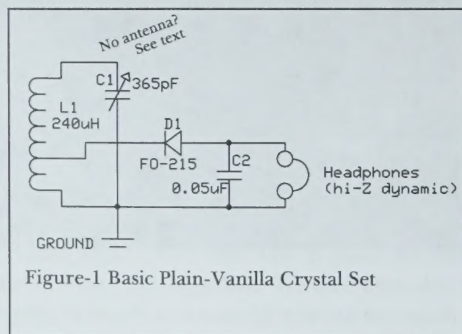 No antenna?
See text
C1
365pF
L1
240uH
D1
FO-215
C2
0.05uF
Headphones
(hi-Z dynamic)
GROUND
Figure-1 Basic Plain-Vanilla Crystal Set